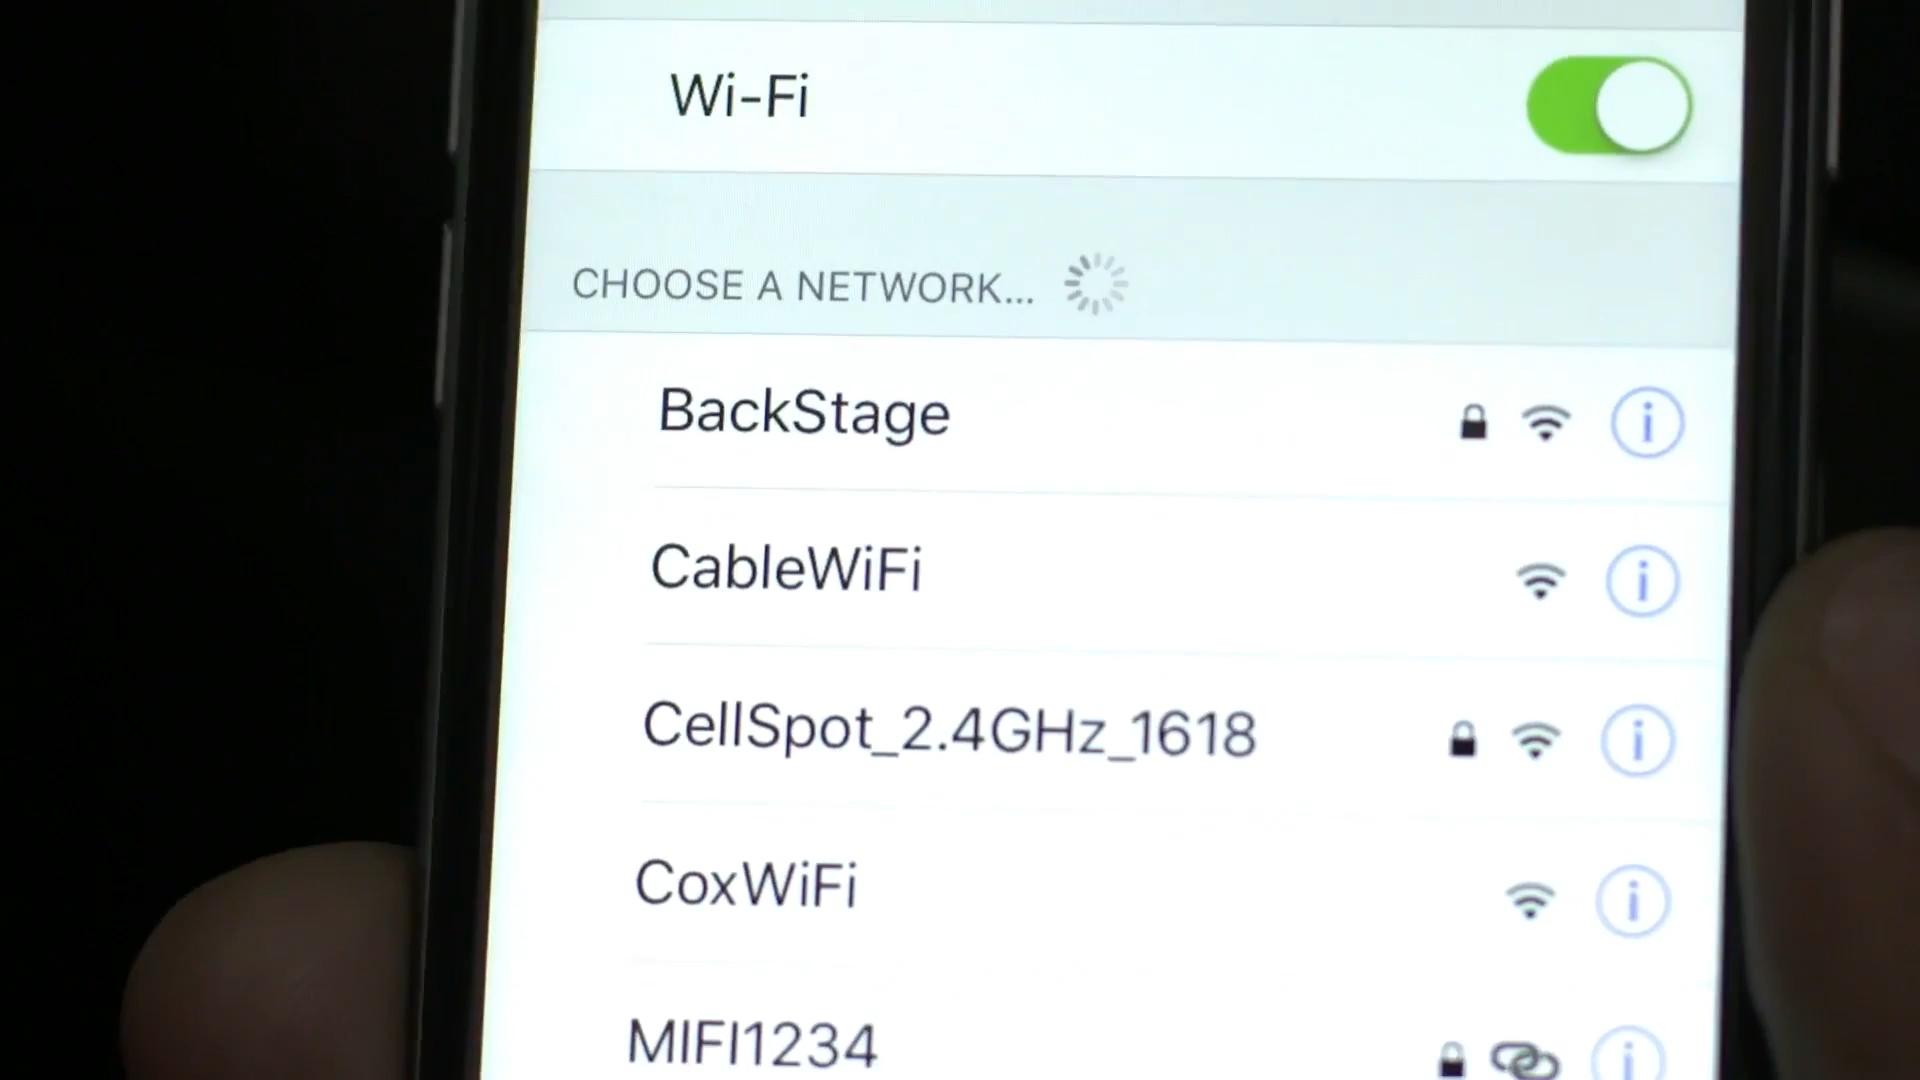 Wi-Fi
CHOOSE A NETWORK...
BackStage
CableWiFi
CellSpot_2.4GHz_1618
CoxWiFi
MIFI1234